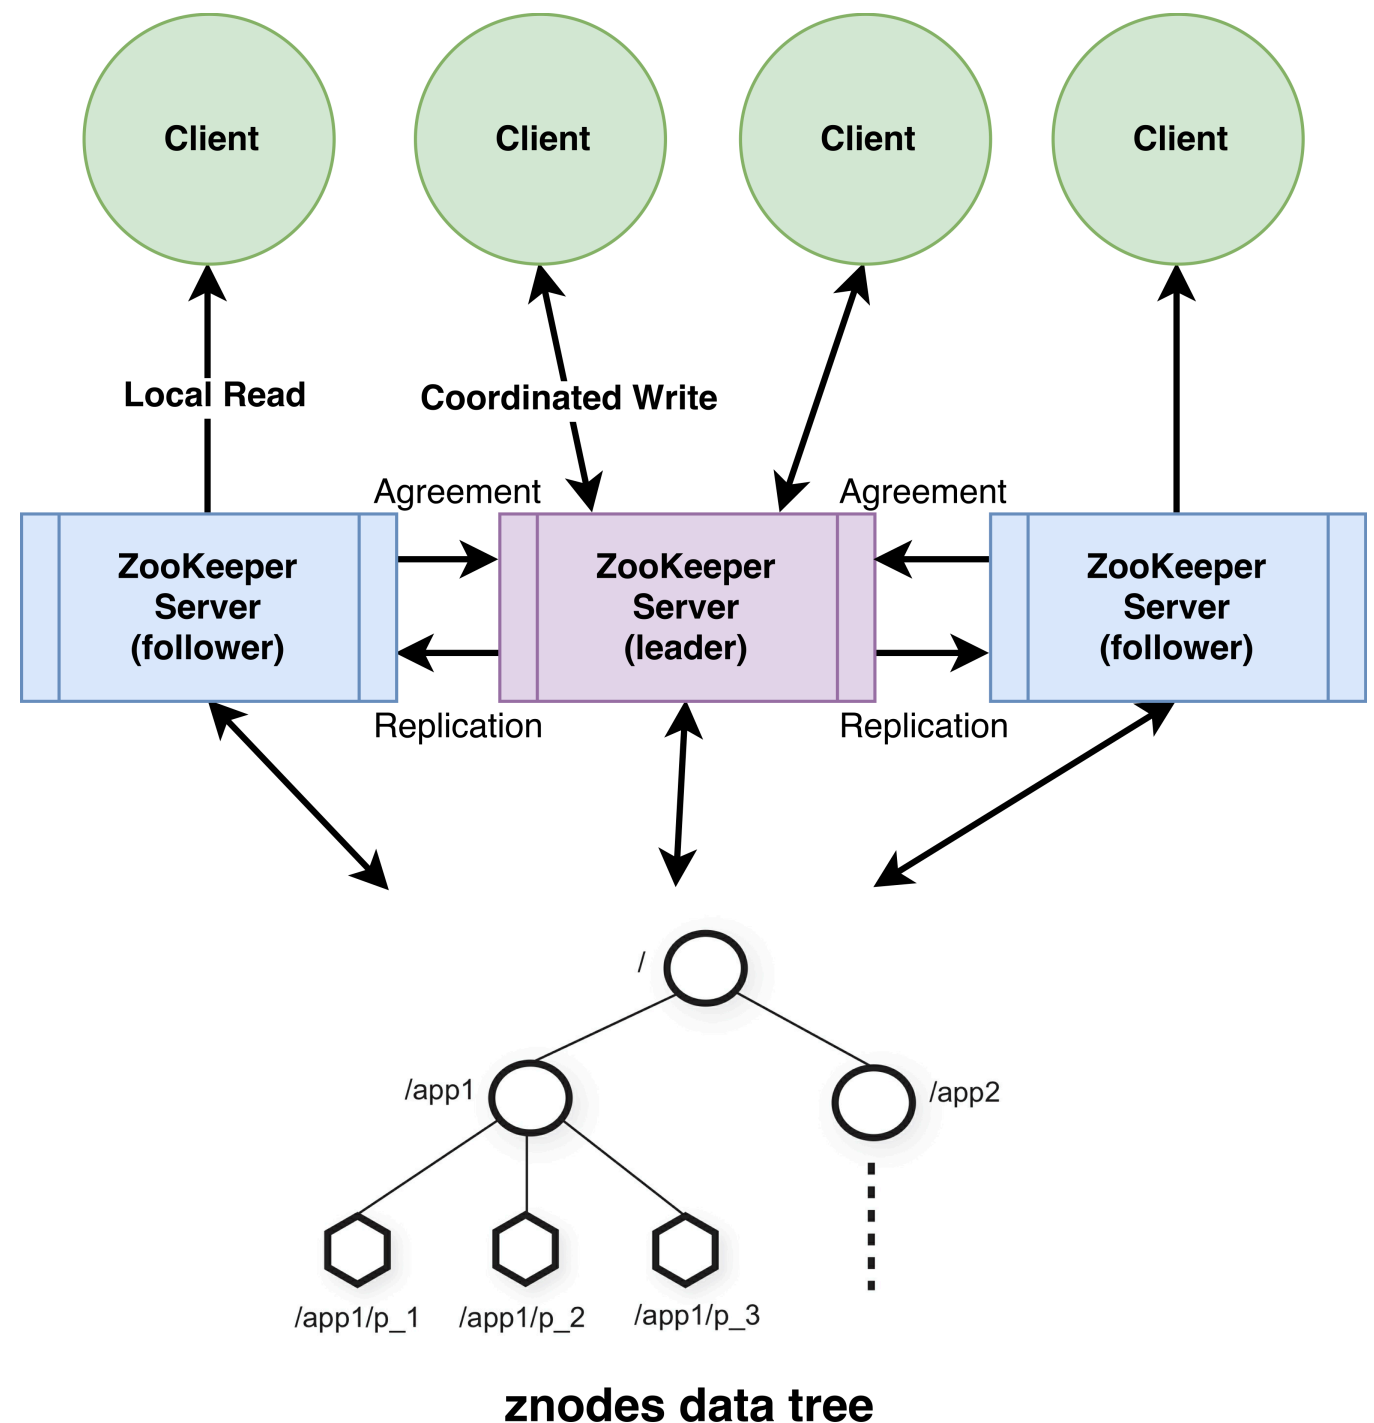 Client
Client
Client
Client
Local Read
Coordinated Write
Agreement
Agreement
ZooKeeper
Server
(follower)
ZooKeeper
Server
(leader)
ZooKeeper
Server
(follower)
Replication
Replication
/
/app1
/app2
/app1/p_1
/app1/p_2
/app1/p_3
znodes data tree